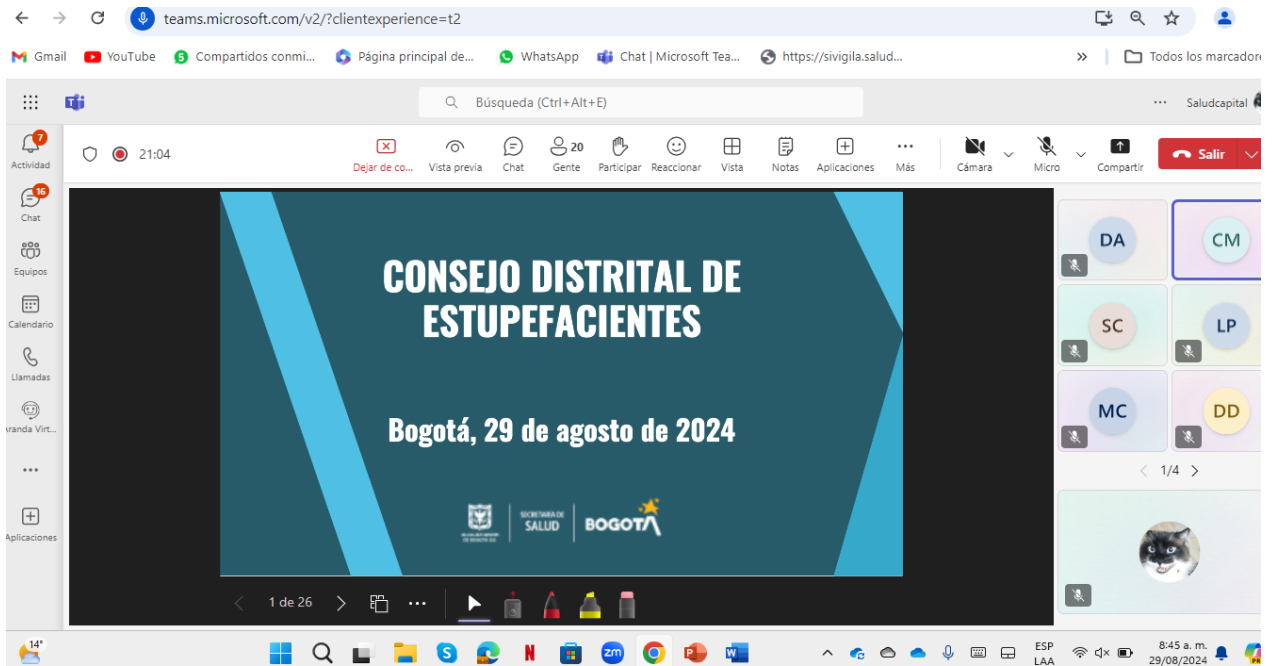 teams.microsoft.com/v2/?clientexperience=t2
Gmail YouTube Compartidos conmi... Página principal de... WhatsApp Chat | Microsoft Tea... https://sivigila.salud... » Todos los marcadore
Búsqueda (Ctrl+Alt+E)
Saludcapital
7
Actividad
21:04
Dejar de co... Vista previa Chat 20 Gente Participar Reaccionar Vista Notas Aplicaciones Más Cámara Micro Compartir Salir
16
Chat
Equipos
Calendario
Llamadas
randa Virt...
Aplicaciones
CONSEJO DISTRITAL DE
ESTUPEFACIENTES
Bogotá, 29 de agosto de 2024
SECRETARÍA DE
SALUD
BOGOTÁ
DA CM
SC LP
MC DD
1/4
1 de 26
14°
zm
ESP
LAA
8:45 a. m.
29/08/2024